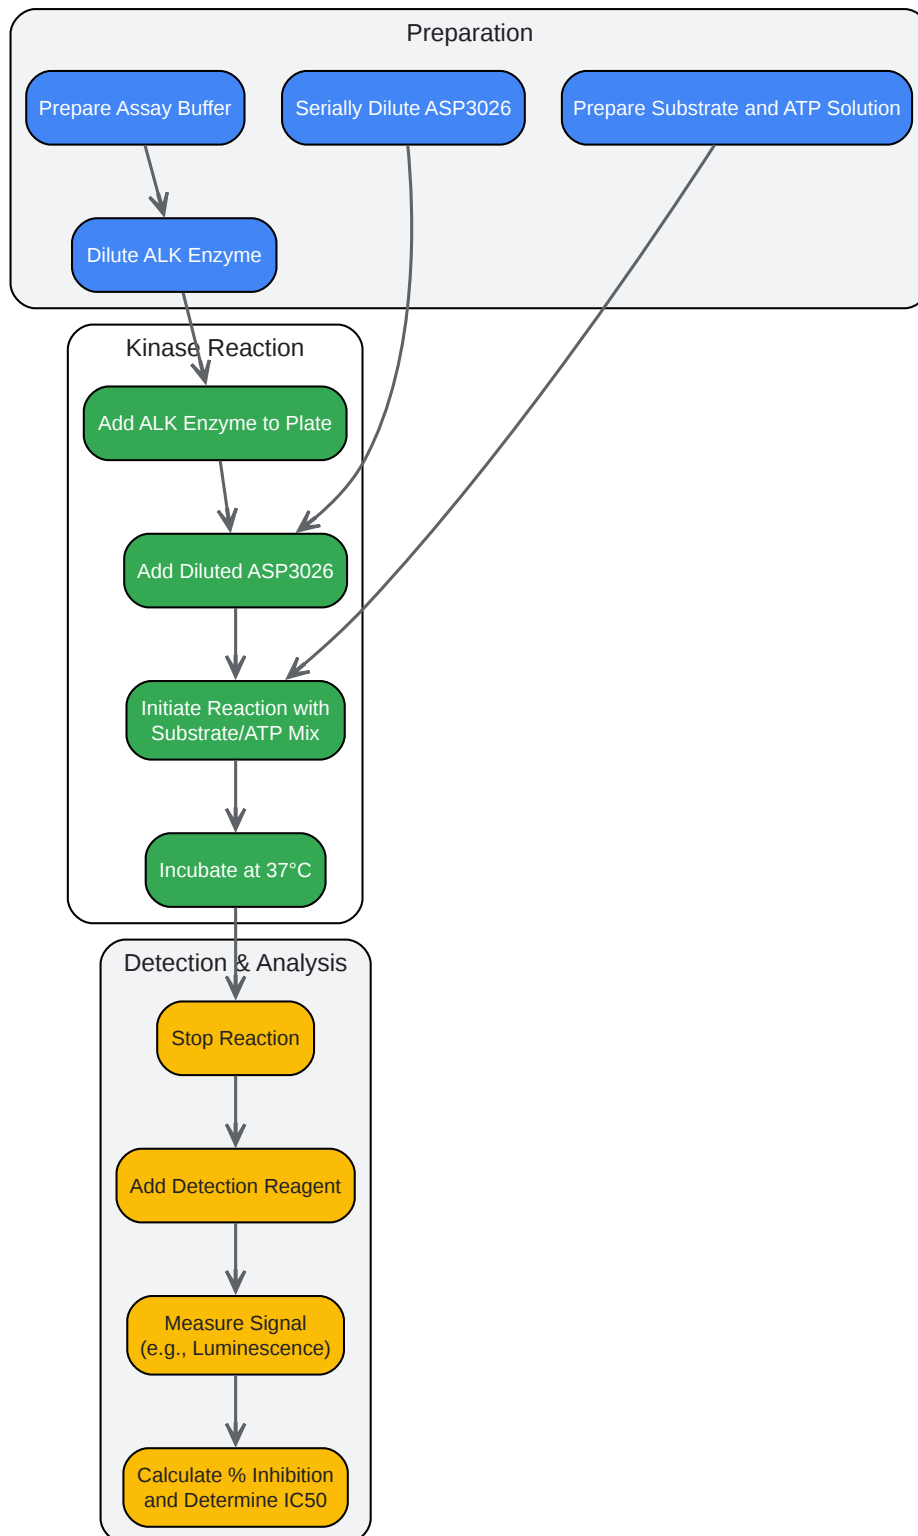 Preparation
Prepare Assay Buffer
Serially Dilute ASP3026
Prepare Substrate and ATP Solution
Dilute ALK Enzyme
Kinase Reaction
Add ALK Enzyme to Plate
Add Diluted ASP3026
Initiate Reaction with
Substrate/ATP Mix
Incubate at 37°C
Detection & Analysis
Stop Reaction
Add Detection Reagent
Measure Signal
(e.g., Luminescence)
Calculate % Inhibition
and Determine IC50